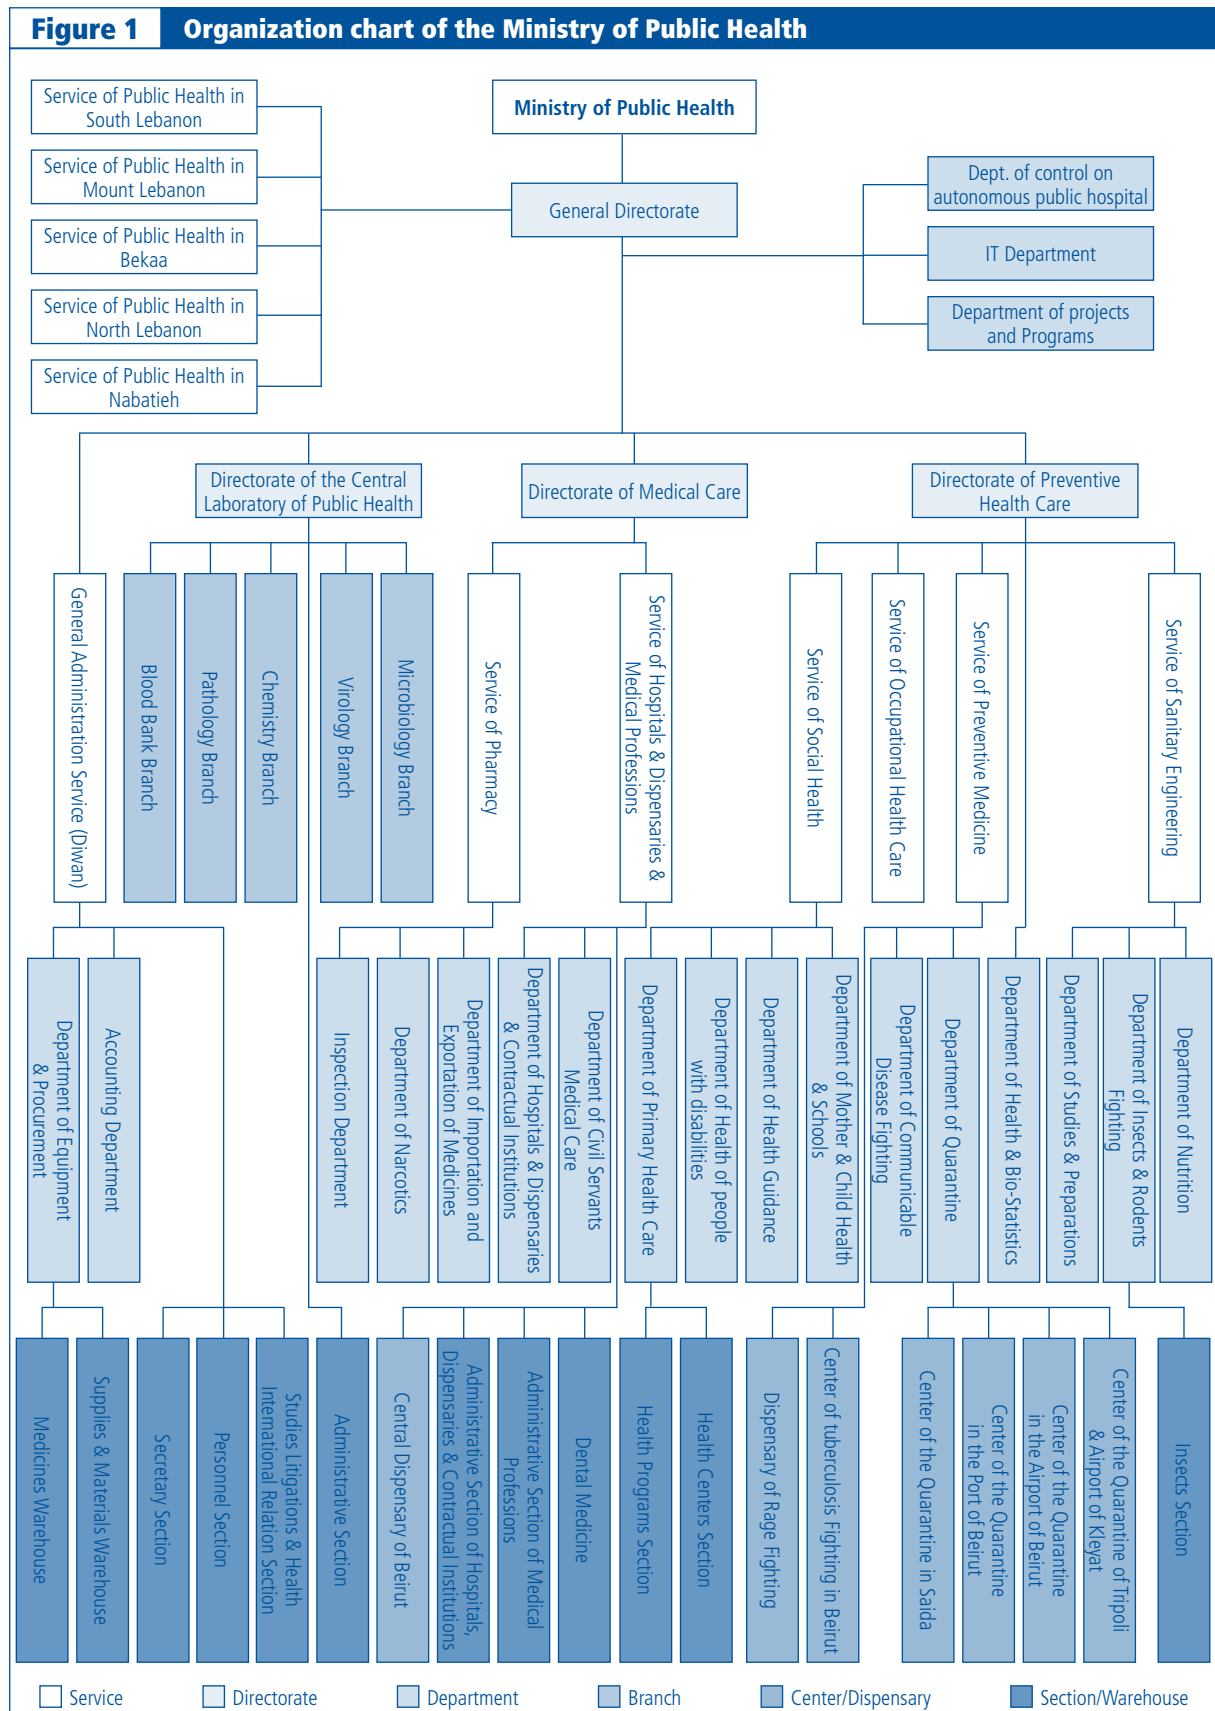 Figure 1
Organization chart of the Ministry of Public Health
Service of Public Health in
South Lebanon
Service of Public Health in
Mount Lebanon
Service of Public Health in
Bekaa
Service of Public Health in
North Lebanon
Service of Public Health in
Nabatieh
Ministry of Public Health
General Directorate
Dept. of control on
autonomous public hospital
IT Department
Department of projects
and Programs
Directorate of the Central
Laboratory of Public Health
Directorate of Medical Care
Directorate of Preventive
Health Care
General Administration Service (Diwan)
Blood Bank Branch
Pathology Branch
Chemistry Branch
Virology Branch
Microbiology Branch
Service of Pharmacy
Service of Hospitals & Dispensaries &
Medical Professions
Service of Social Health
Service of Occupational Health Care
Service of Preventive Medicine
Service of Sanitary Engineering
Department of Equipment
& Procurement
Accounting Department
Inspection Department
Department of Narcotics
Department of Importation and
Exportation of Medicines
Department of Hospitals & Dispensaries
& Contractual Institutions
Department of Civil Servants
Medical Care
Department of Primary Health Care
Department of Health of people
with disabilities
Department of Health Guidance
Department of Mother & Child Health
& Schools
Department of Communicable
Disease Fighting
Department of Quarantine
Department of Health & Bio-Statistics
Department of Studies & Preparations
Department of Insects & Rodents
Fighting
Department of Nutrition
Medicines Warehouse
Supplies & Materials Warehouse
Secretary Section
Personnel Section
Studies Litigations & Health
International Relation Section
Administrative Section
Central Dispensary of Beirut
Administrative Section of Hospitals,
Dispensaries & Contractual Institutions
Administrative Section of Medical
Professions
Dental Medicine
Health Programs Section
Health Centers Section
Dispensary of Rage Fighting
Center of tuberculosis Fighting in Beirut
Center of the Quarantine in Saida
Center of the Quarantine
in the Port of Beirut
Center of the Quarantine
in the Airport of Beirut
Center of the Quarantine of Tripoli
& Airport of Kleyat
Insects Section
Service
Directorate
Department
Branch
Center/Dispensary
Section/Warehouse